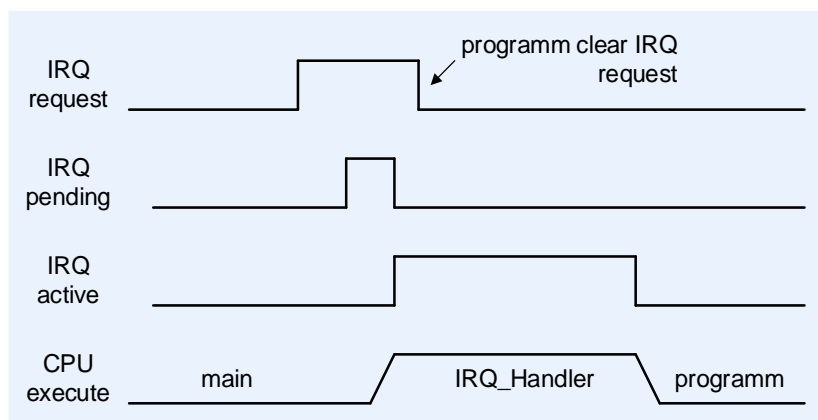 programm clear IRQ
request
IRQ
request
IRQ
pending
IRQ
active
CPU
execute
main
IRQ_Handler
programm